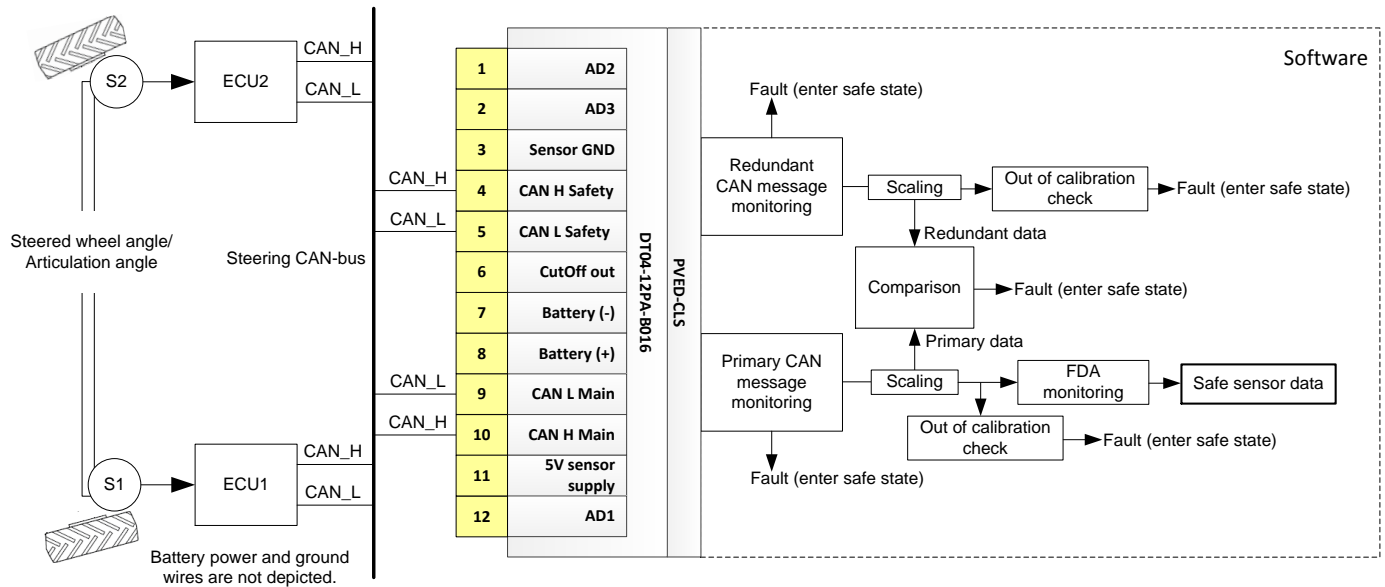 S2
ECU2
CAN_H
CAN_L
Steered wheel angle/
Articulation angle
Steering CAN-bus
S1
ECU1
CAN_H
CAN_L
Battery power and ground
wires are not depicted.
CAN_H
CAN_L
CAN_L
CAN_H
1 AD2
2 AD3
3 Sensor GND
4 CAN H Safety
5 CAN L Safety
6 CutOff out
7 Battery (-)
8 Battery (+)
9 CAN L Main
10 CAN H Main
11 5V sensor
supply
12 AD1
DT04-12PA-B016
PVED-CLS
Software
Fault (enter safe state)
Redundant
CAN message
monitoring
Scaling
Out of calibration
check
Fault (enter safe state)
Redundant data
Comparison
Fault (enter safe state)
Primary data
Primary CAN
message
monitoring
Scaling
FDA
monitoring
Safe sensor data
Out of calibration
check
Fault (enter safe state)
Fault (enter safe state)